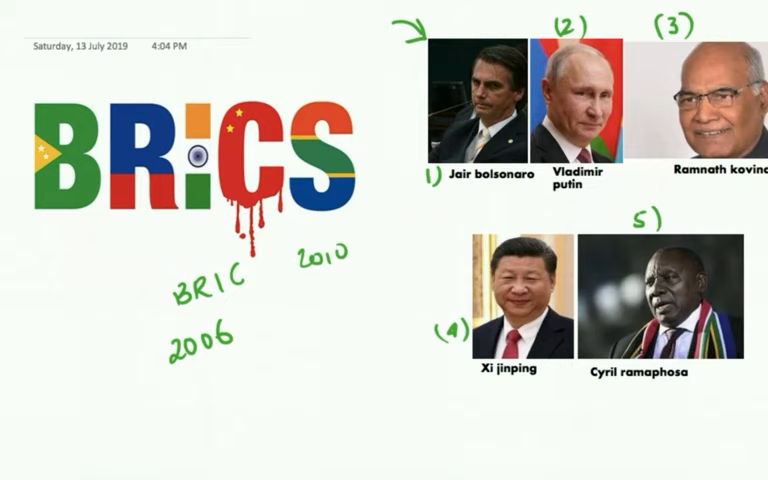 Saturday, 13 July 2019 4:04 PM
BRICS
BRIC 2010
2006
(2) (3)
1) Jair bolsonaro
Vladimir
putin
Ramnath kovind
5)
(4)
Xi jinping
Cyril ramaphosa